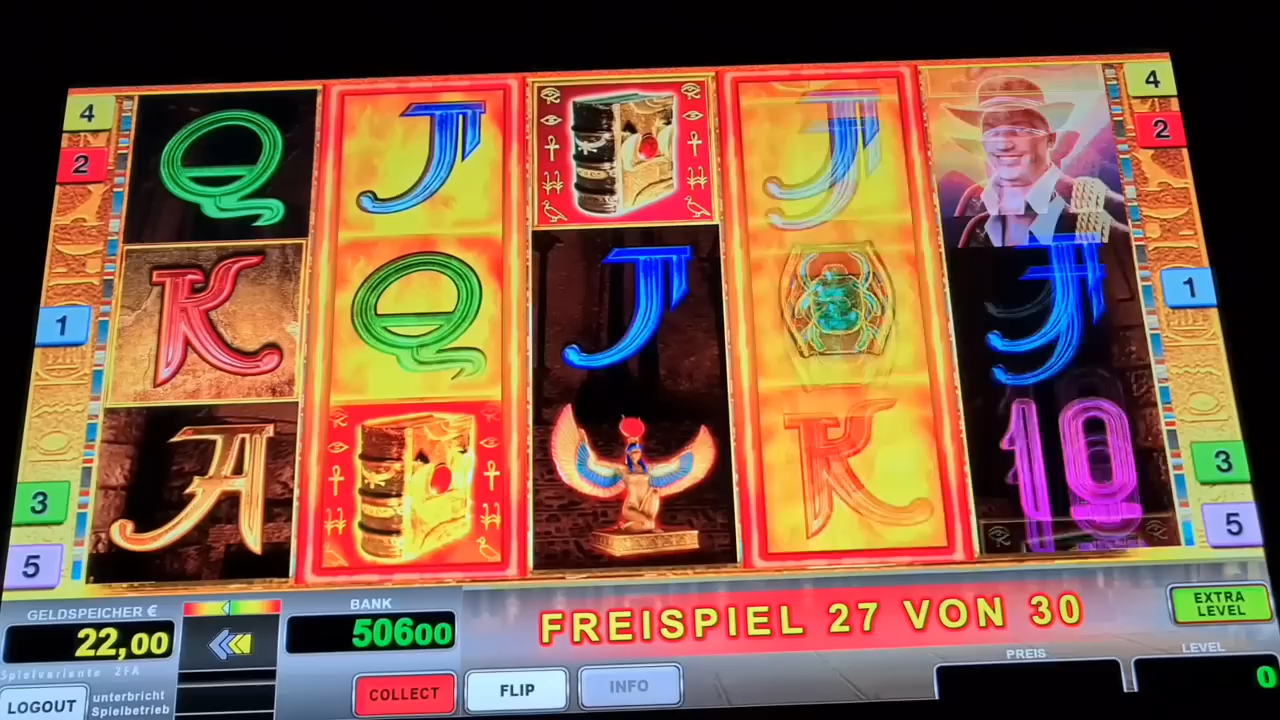 4
2
1
3
5
Q
J
J
K
Q
J
J
A
K
10
4
2
1
3
5
GELDSPEICHER €
22,00
BANK
50600
FREISPIEL 27 VON 30
EXTRA
LEVEL
Spielvariante 2FA
LOGOUT
unterbricht
Spielbetrieb
COLLECT
FLIP
INFO
PREIS
LEVEL
0